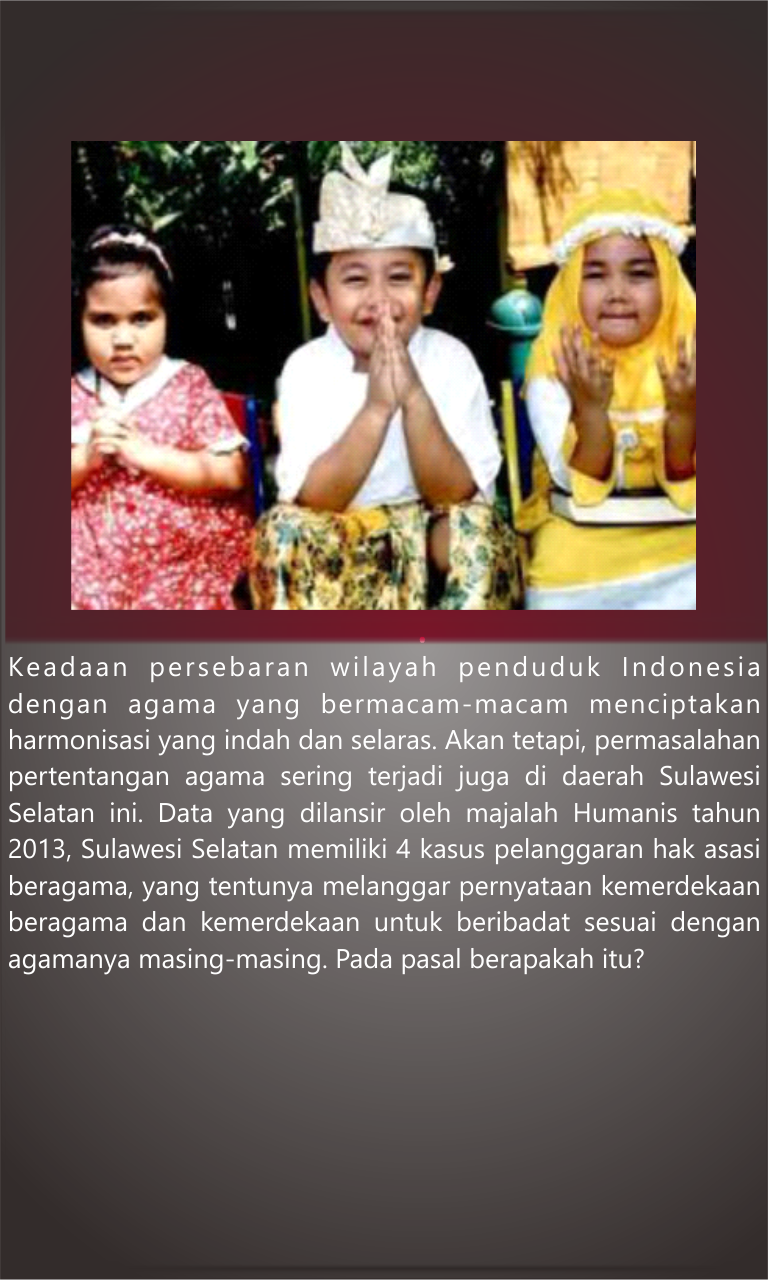 Keadaan persebaran wilayah penduduk Indonesia
dengan agama yang bermacam-macam menciptakan
harmonisasi yang indah dan selaras. Akan tetapi, permasalahan
pertentangan agama sering terjadi juga di daerah Sulawesi
Selatan ini. Data yang dilansir oleh majalah Humanis tahun
2013, Sulawesi Selatan memiliki 4 kasus pelanggaran hak asasi
beragama, yang tentunya melanggar pernyataan kemerdekaan
beragama dan kemerdekaan untuk beribadat sesuai dengan
agamanya masing-masing. Pada pasal berapakah itu?